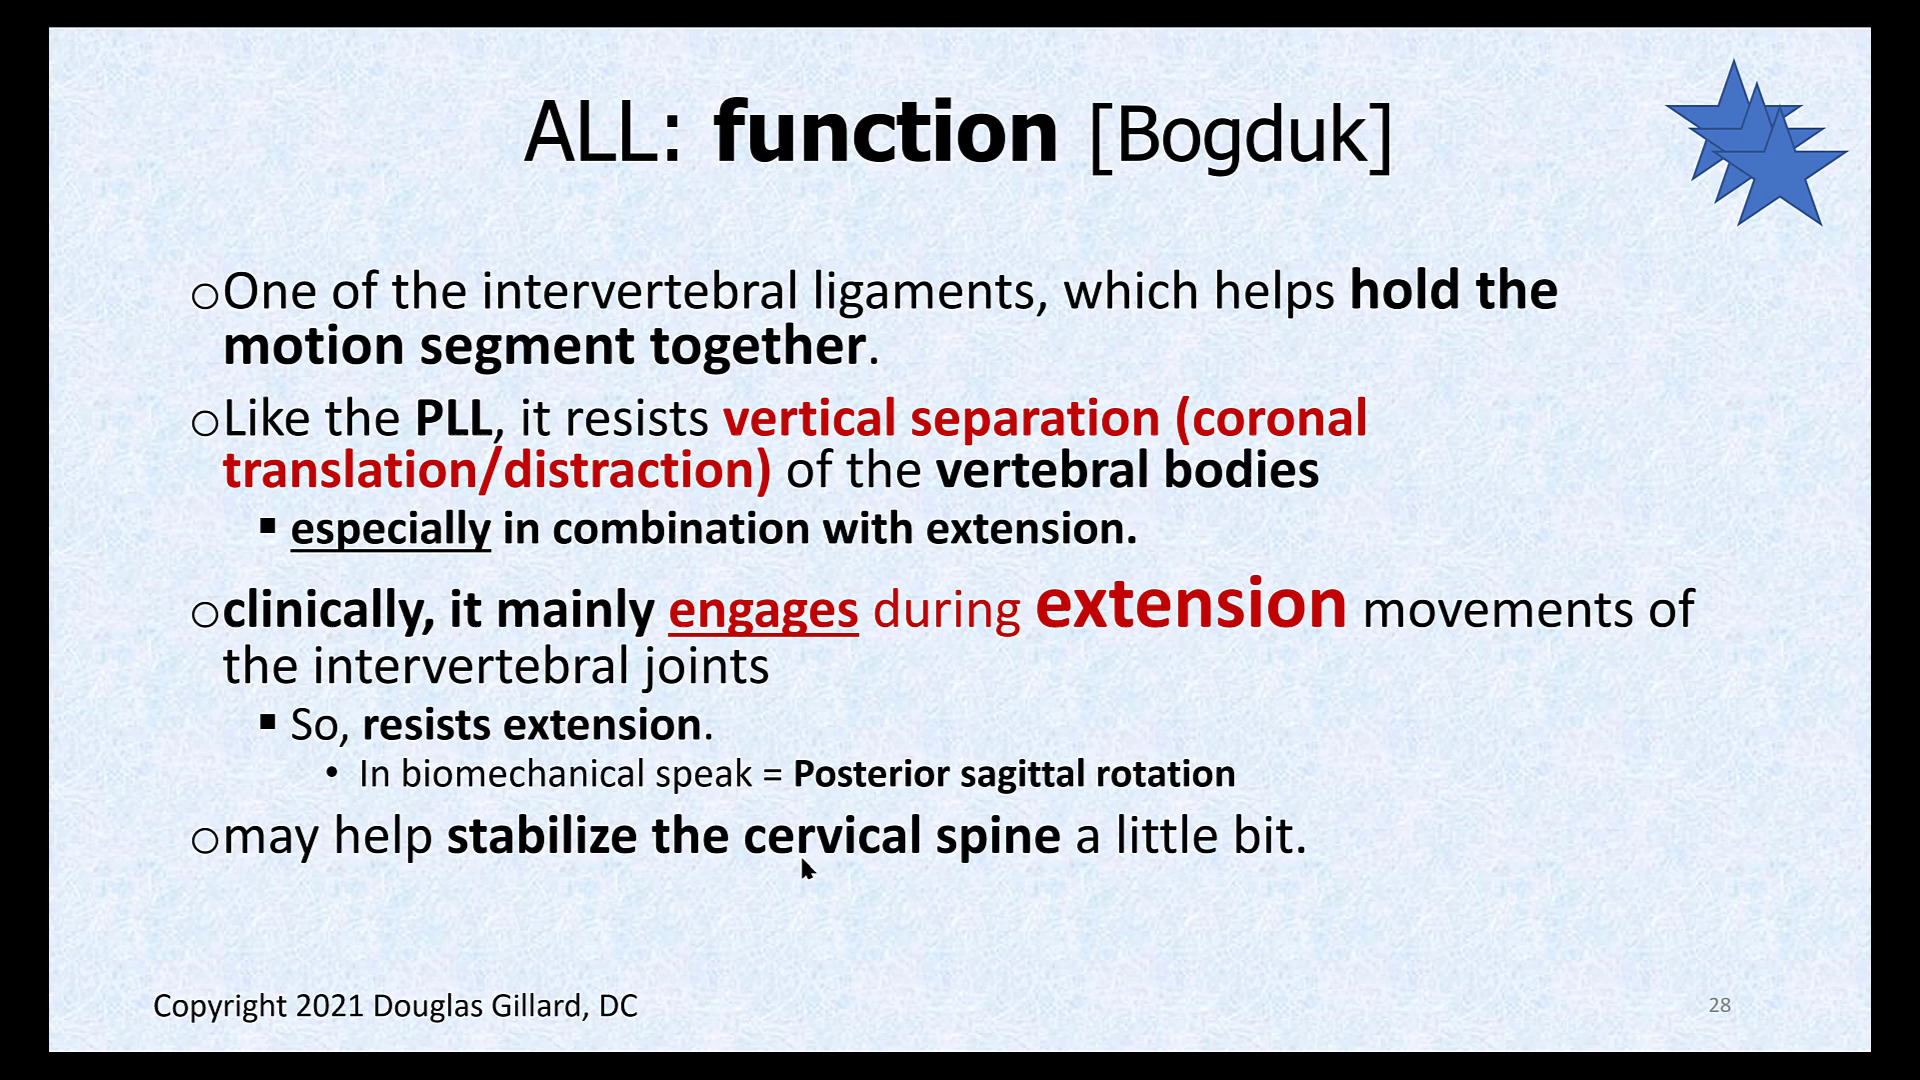 ALL: function [Bogduk]
oOne of the intervertebral ligaments, which helps hold the
motion segment together.
oLike the PLL, it resists vertical separation (coronal
translation/distraction) of the vertebral bodies
▪ especially in combination with extension.
oclinically, it mainly engages during extension movements of
the intervertebral joints
▪ So, resists extension.
• In biomechanical speak = Posterior sagittal rotation
omay help stabilize the cervical spine a little bit.
Copyright 2021 Douglas Gillard, DC
28